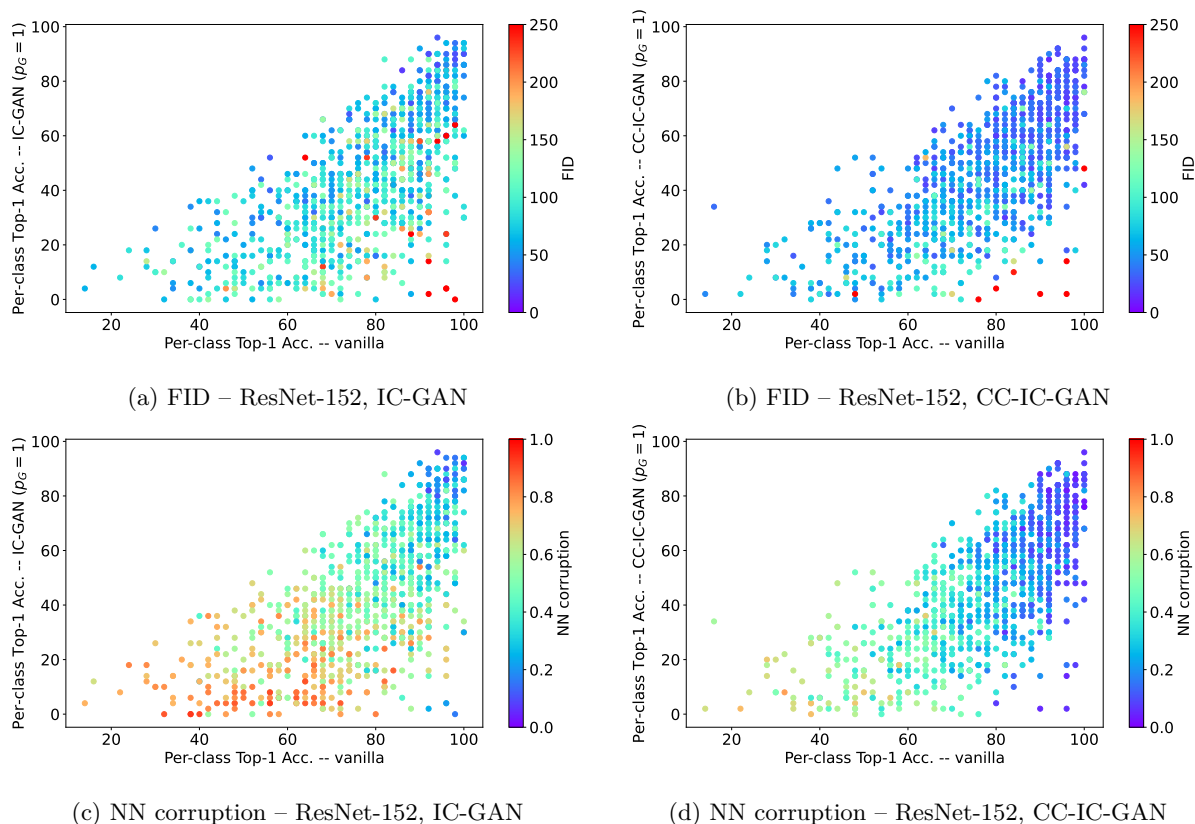 100
80
60
40
20
0
20 40 60 80 100
Per-class Top-1 Acc. -- vanilla
Per-class Top-1 Acc. -- IC-GAN (p_G = 1)
250
200
150
100
50
0
FID
(a) FID – ResNet-152, IC-GAN
100
80
60
40
20
0
20 40 60 80 100
Per-class Top-1 Acc. -- vanilla
Per-class Top-1 Acc. -- CC-IC-GAN (p_G = 1)
250
200
150
100
50
0
FID
(b) FID – ResNet-152, CC-IC-GAN
100
80
60
40
20
0
20 40 60 80 100
Per-class Top-1 Acc. -- vanilla
Per-class Top-1 Acc. -- IC-GAN (p_G = 1)
1.0
0.8
0.6
0.4
0.2
0.0
NN corruption
(c) NN corruption – ResNet-152, IC-GAN
100
80
60
40
20
0
20 40 60 80 100
Per-class Top-1 Acc. -- vanilla
Per-class Top-1 Acc. -- CC-IC-GAN (p_G = 1)
1.0
0.8
0.6
0.4
0.2
0.0
NN corruption
(d) NN corruption – ResNet-152, CC-IC-GAN